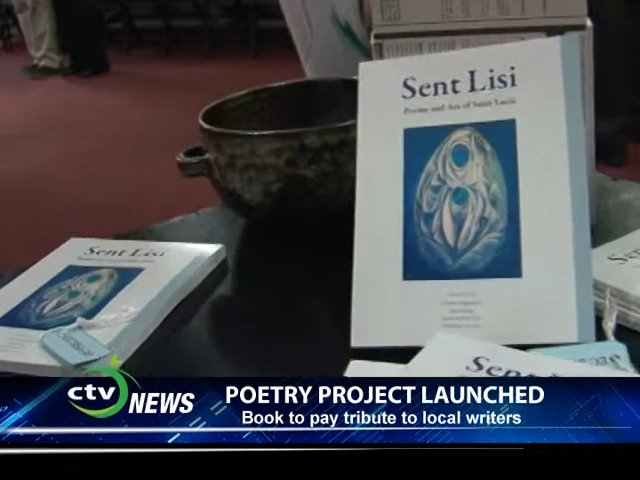 Sent Lisi
Poems and Art of Saint Lucia
Sent Lisi
Sent
ctv NEWS
POETRY PROJECT LAUNCHED
Book to pay tribute to local writers